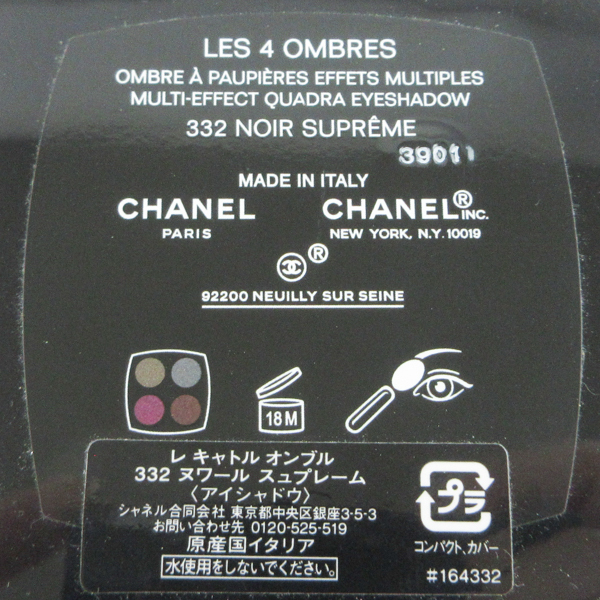 LES 4 OMBRES
OMBRE À PAUPIÈRES EFFETS MULTIPLES
MULTI-EFFECT QUADRA EYESHADOW
332 NOIR SUPRÊME
39011
MADE IN ITALY
CHANEL
PARIS
CHANEL® INC.
NEW YORK, N.Y. 10019
®
92200 NEUILLY SUR SEINE
18 M
レ キャトル オンブル
332 ヌワール スュプレーム
〈アイシャドウ〉
シャネル合同会社 東京都中央区銀座3-5-3
お問い合わせ先 0120-525-519
原産国イタリア
水使用をしないでください。
プラ
コンパクト、カバー
#164332